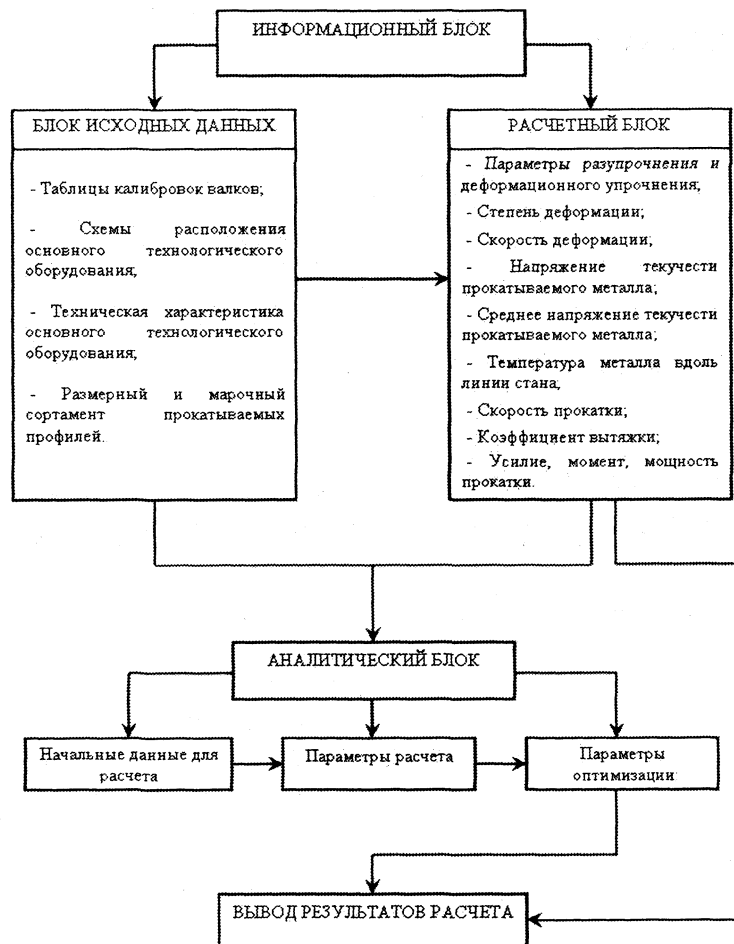 ИНФОРМАЦИОННЫЙ БЛОК
БЛОК ИСХОДНЫХ ДАННЫХ
- Таблицы калибровок валков;
- Схемы расположения
основного технологического
оборудования;
- Техническая характеристика
основного технологического
оборудования;
- Размерный и марочный
сортамент прокатываемых
профилей.
РАСЧЕТНЫЙ БЛОК
- Параметры разупрочнения и
деформационного упрочнения;
- Степень деформации;
- Скорость деформации;
- Напряжение текучести
прокатываемого металла;
- Среднее напряжение текучести
прокатываемого металла;
- Температура металла вдоль
линии стана;
- Скорость прокатки;
- Коэффициент вытяжки;
- Усилие, момент, мощность
прокатки.
АНАЛИТИЧЕСКИЙ БЛОК
Начальные данные для
расчета
Параметры расчета
Параметры
оптимизации
ВЫВОД РЕЗУЛЬТАТОВ РАСЧЕТА